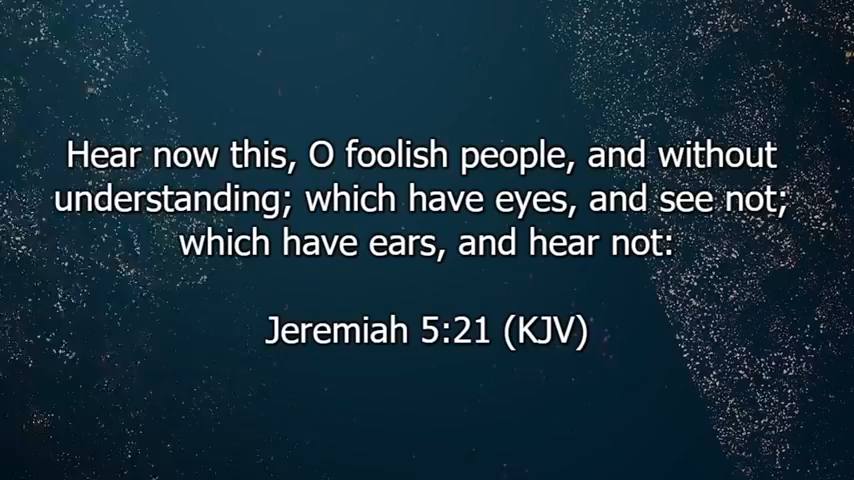 Hear now this, O foolish people, and without
understanding; which have eyes, and see not;
which have ears, and hear not:
Jeremiah 5:21 (KJV)